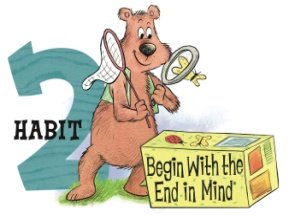 2
HABIT
Begin With the
End in Mind®